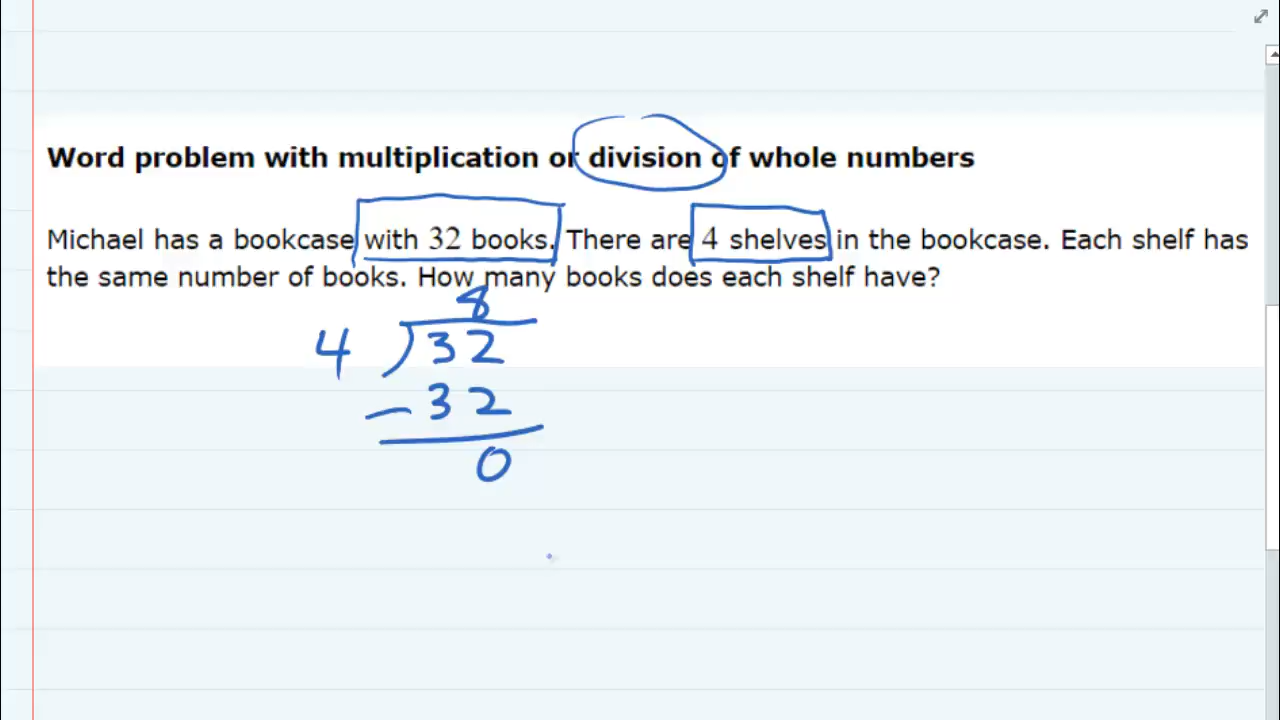 Word problem with multiplication or division of whole numbers
Michael has a bookcase with 32 books. There are 4 shelves in the bookcase. Each shelf has
the same number of books. How many books does each shelf have?
8
4 32
- 32
0